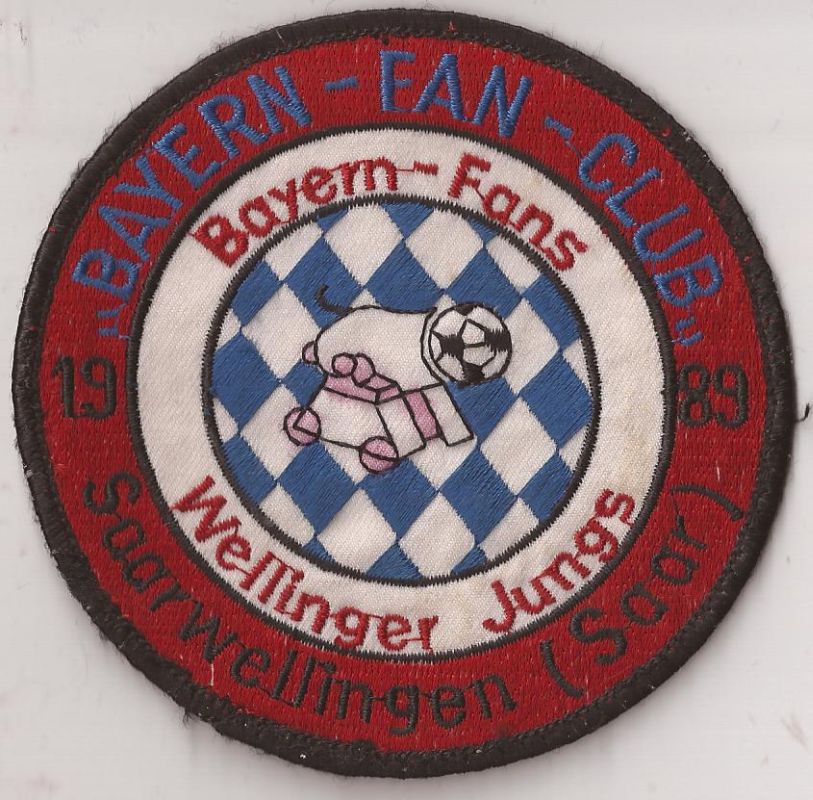 „BAYERN-FAN-CLUB"
Bayern-Fans
19 89
Wellinger Jungs
Saarwellingen (Saar)